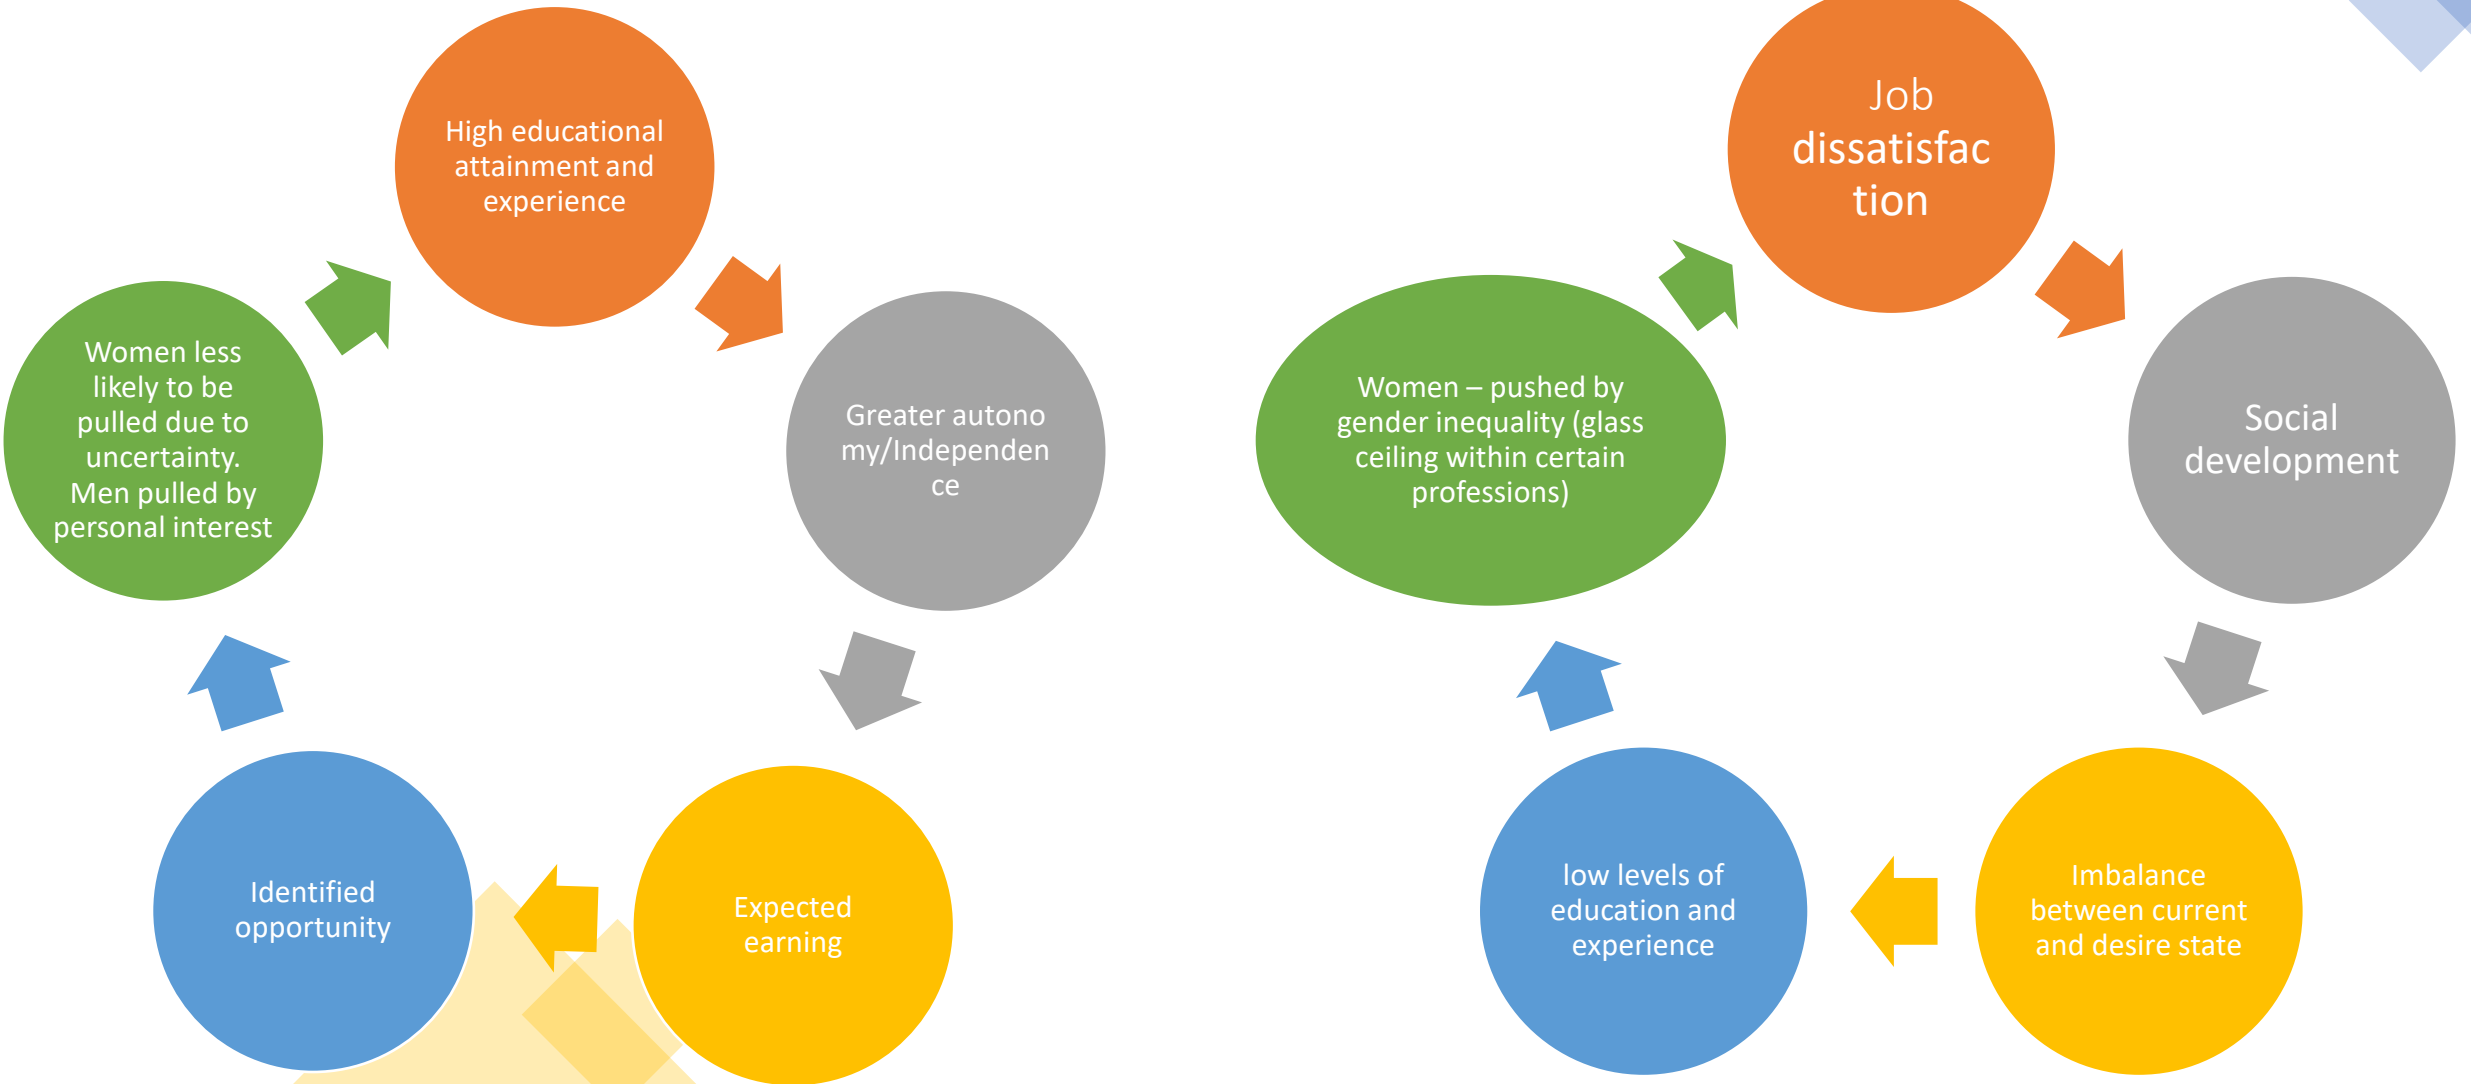 High educational
attainment and
experience
Greater autono
my/Independen
ce
Expected
earning
Identified
opportunity
Women less
likely to be
pulled due to
uncertainty.
Men pulled by
personal interest
Job
dissatisfac
tion
Social
development
Imbalance
between current
and desire state
low levels of
education and
experience
Women – pushed by
gender inequality (glass
ceiling within certain
professions)